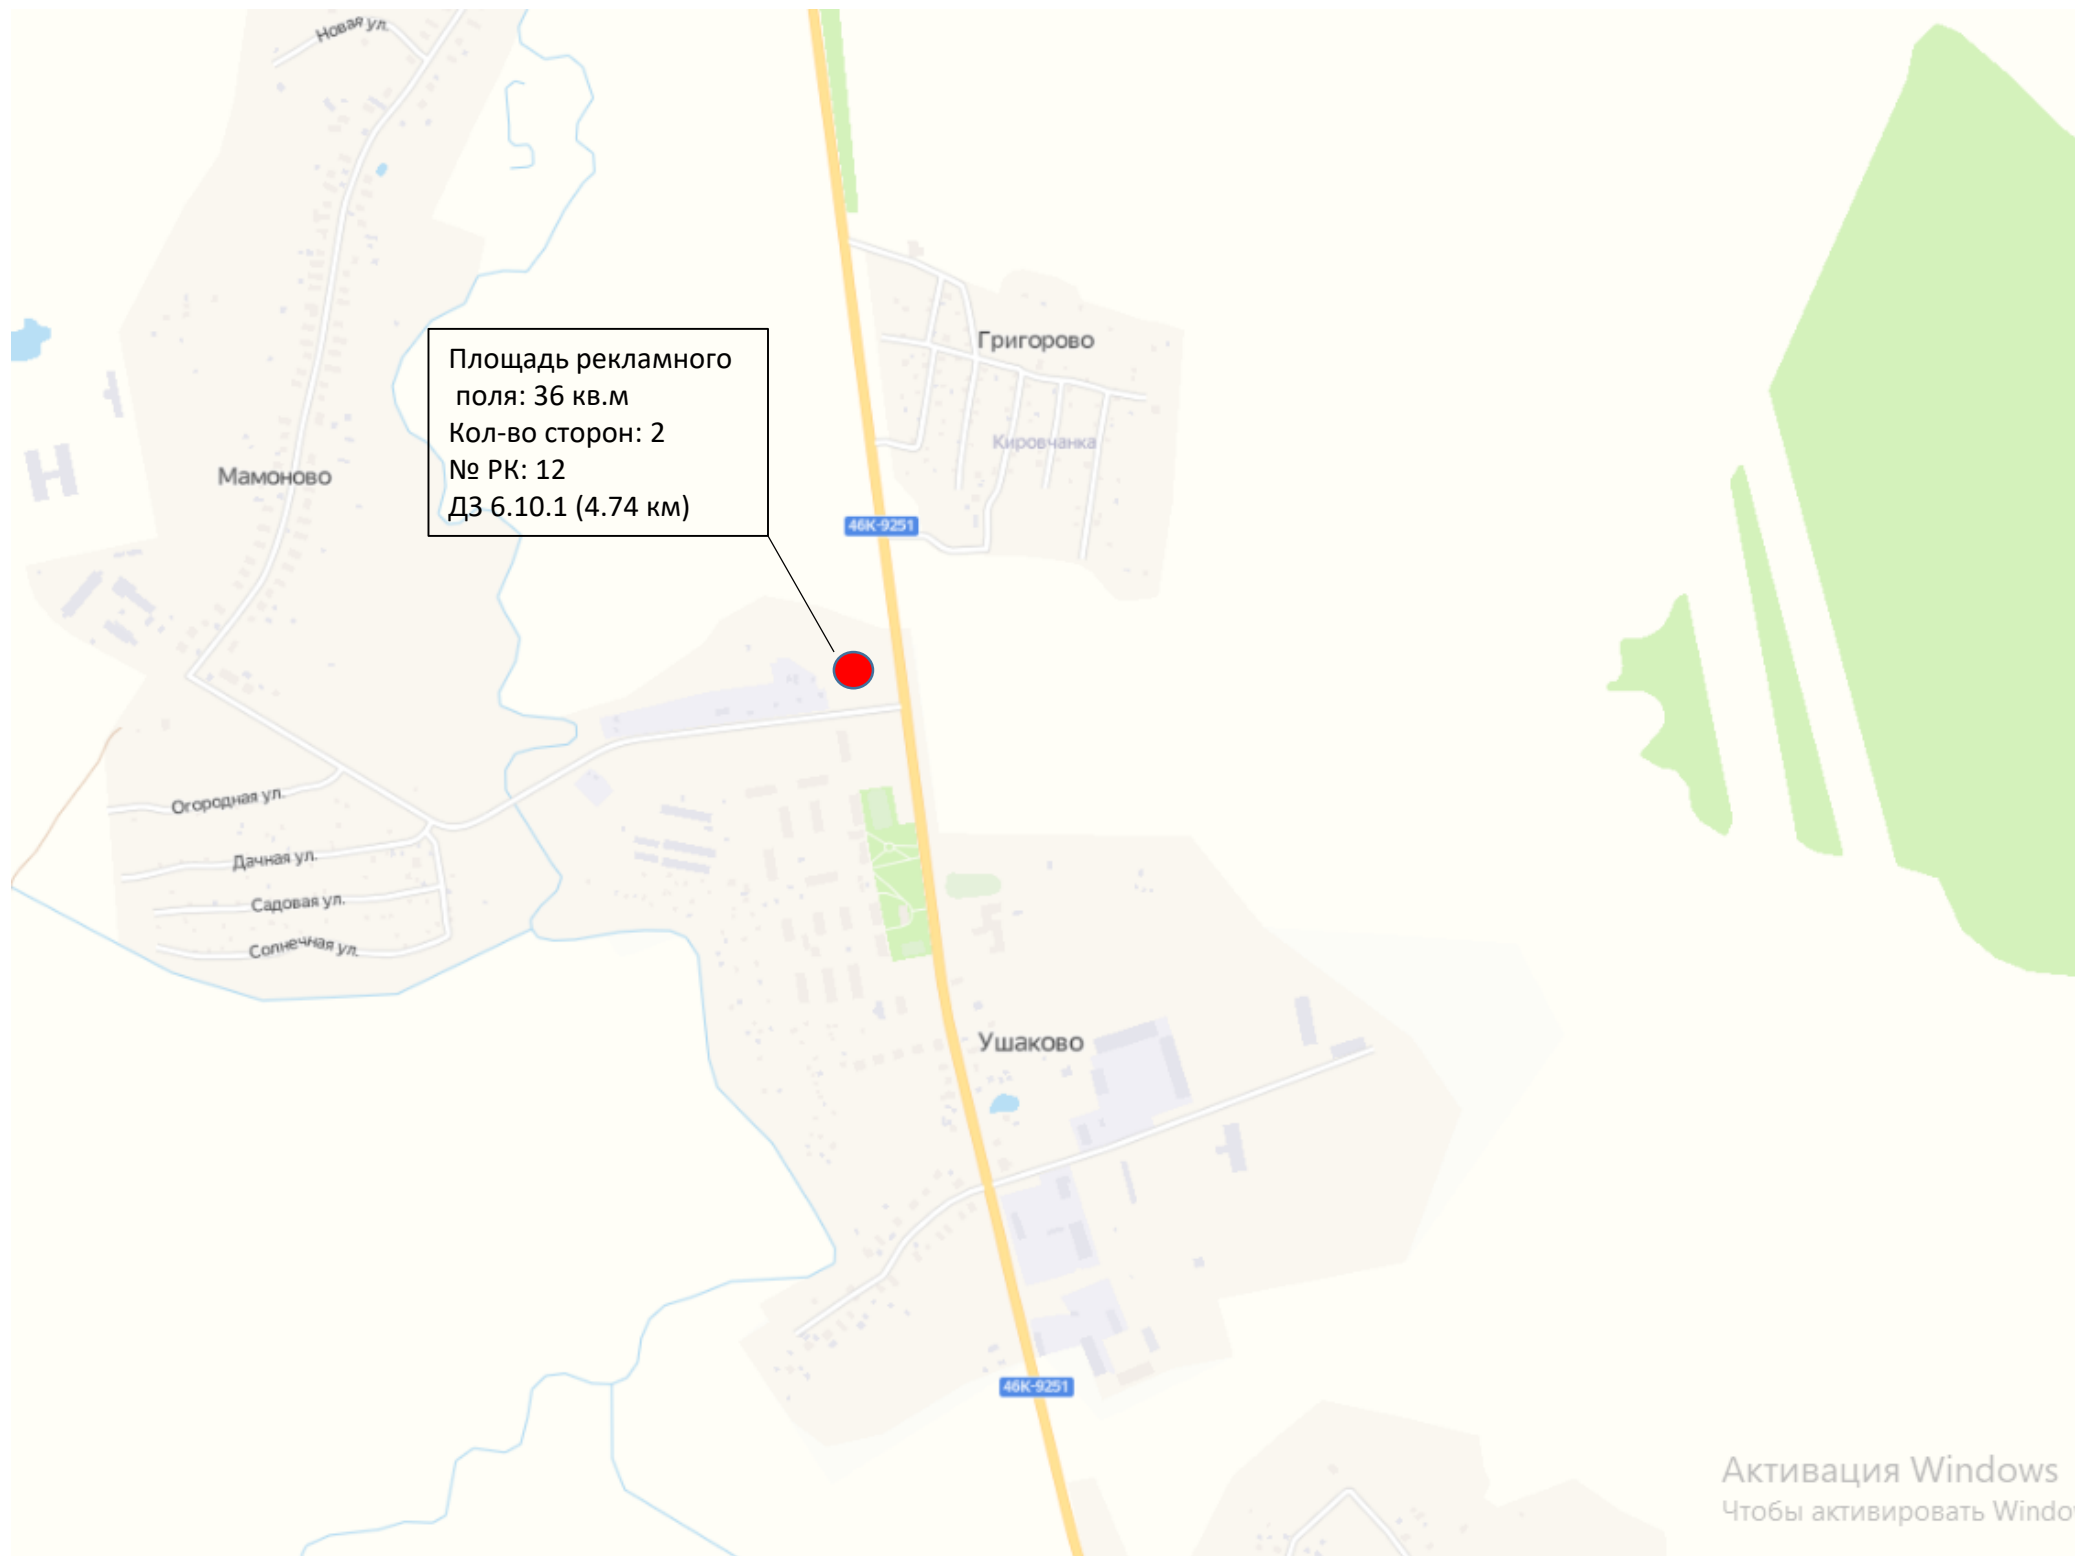 Новая ул.
Площадь рекламного
поля: 36 кв.м
Кол-во сторон: 2
№ РК: 12
ДЗ 6.10.1 (4.74 км)
Григорово
Кировчанка
Мамоново
46К-9251
Огородная ул.
Дачная ул.
Садовая ул.
Солнечная ул.
Ушаково
46К-9251
Активация Windows
Чтобы активировать Windo